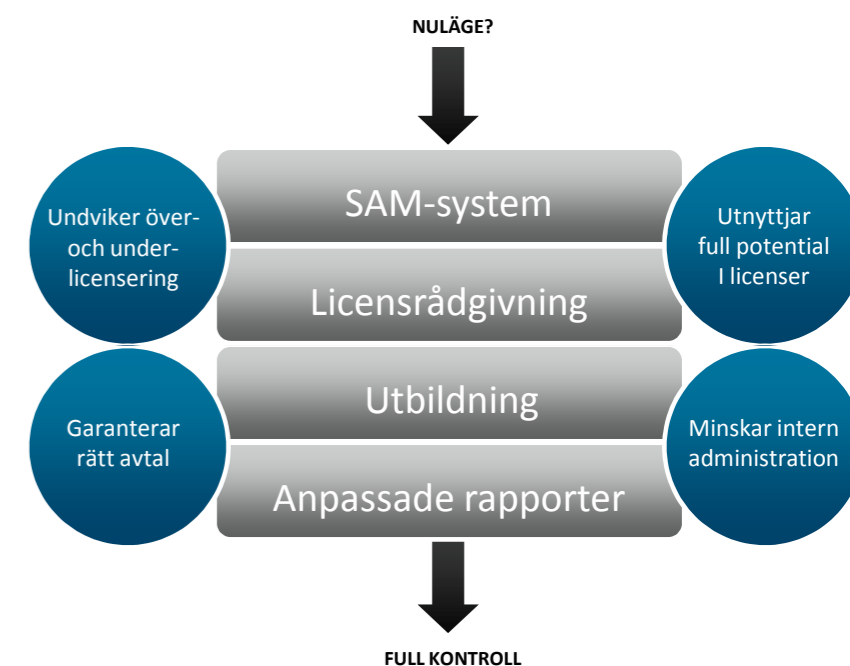 NULÄGE?
SAM-system
Undviker över-
och under-
licensering
Utnyttjar
full potential
I licenser
Licensrådgivning
Utbildning
Garanterar
rätt avtal
Minskar intern
administration
Anpassade rapporter
FULL KONTROLL